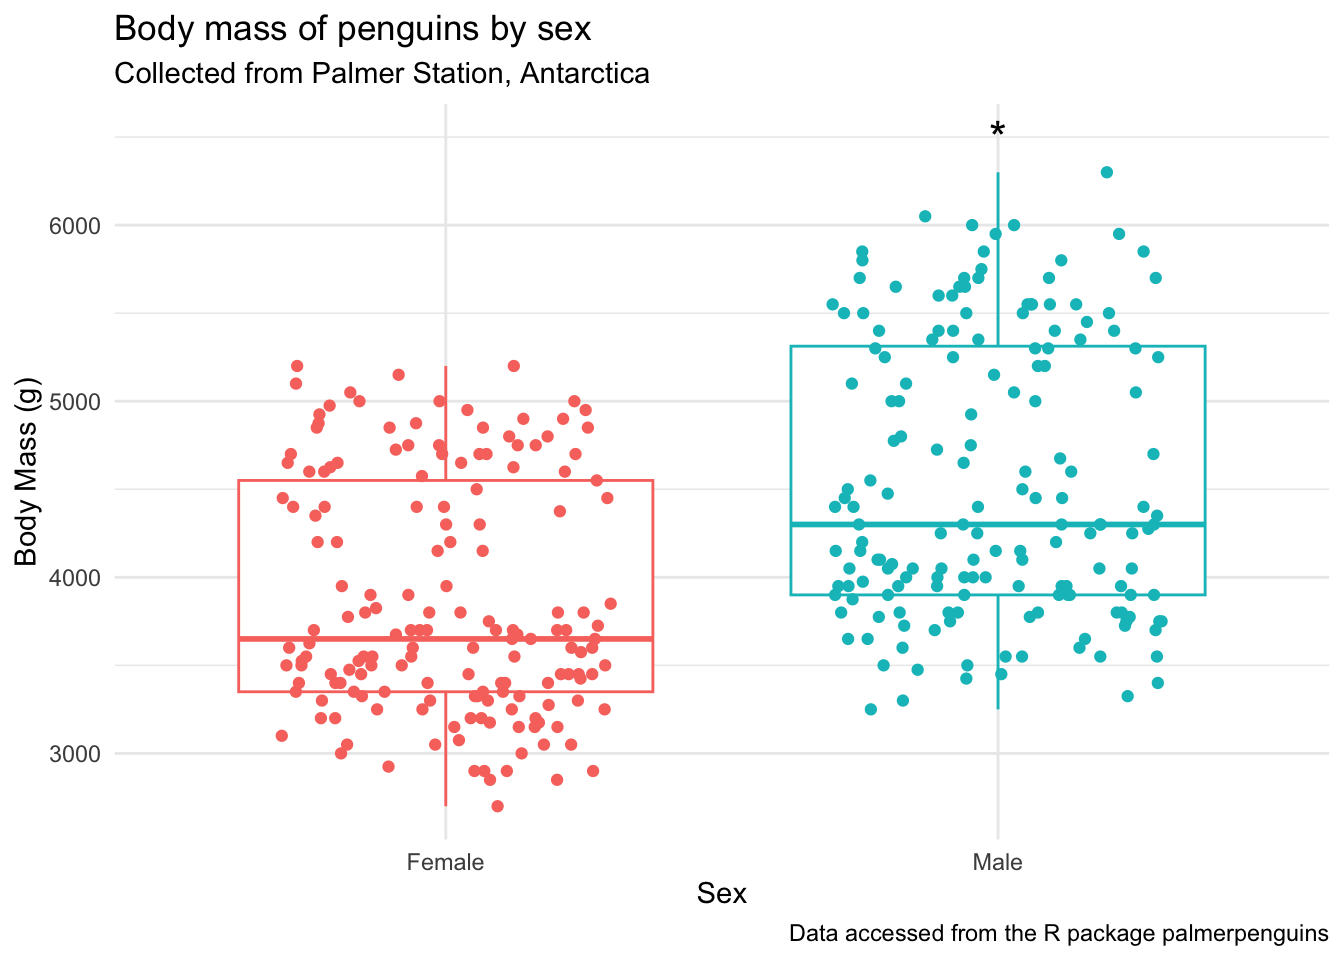 Body mass of penguins by sex
Collected from Palmer Station, Antarctica
*
6000
5000
4000
3000
Body Mass (g)
Female
Male
Sex
Data accessed from the R package palmerpenguins